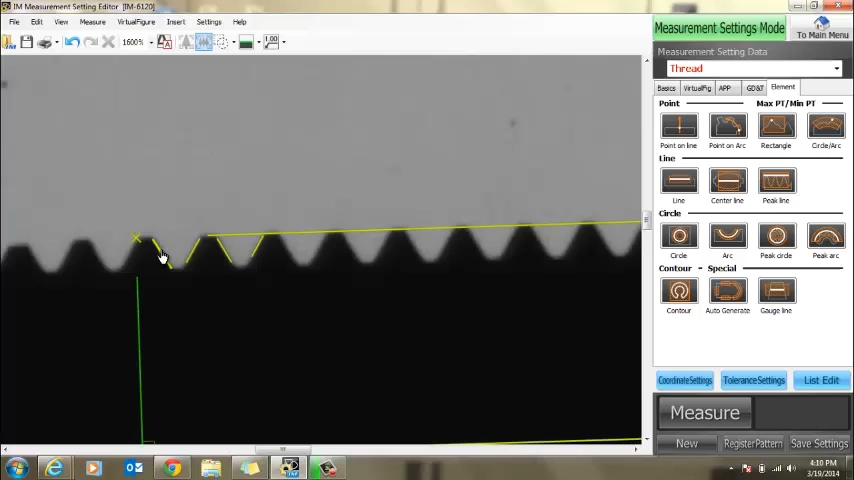 IM Measurement Setting Editor [IM-6120]
File Edit View Measure VirtualFigure Insert Settings Help
1600% 1.00
Measurement Settings Mode
To Main Menu
Measurement Setting Data
Thread
Basics VirtualFig APP GD&T Element
Point Max PT/Min PT
Point on line Point on Arc Rectangle Circle/Arc
Line
Line Center line Peak line
Circle
Circle Arc Peak circle Peak arc
Contour Special
Contour Auto Generate Gauge line
CoordinateSettings ToleranceSettings List Edit
Measure
New RegisterPattern Save Settings
4:10 PM
3/19/2014